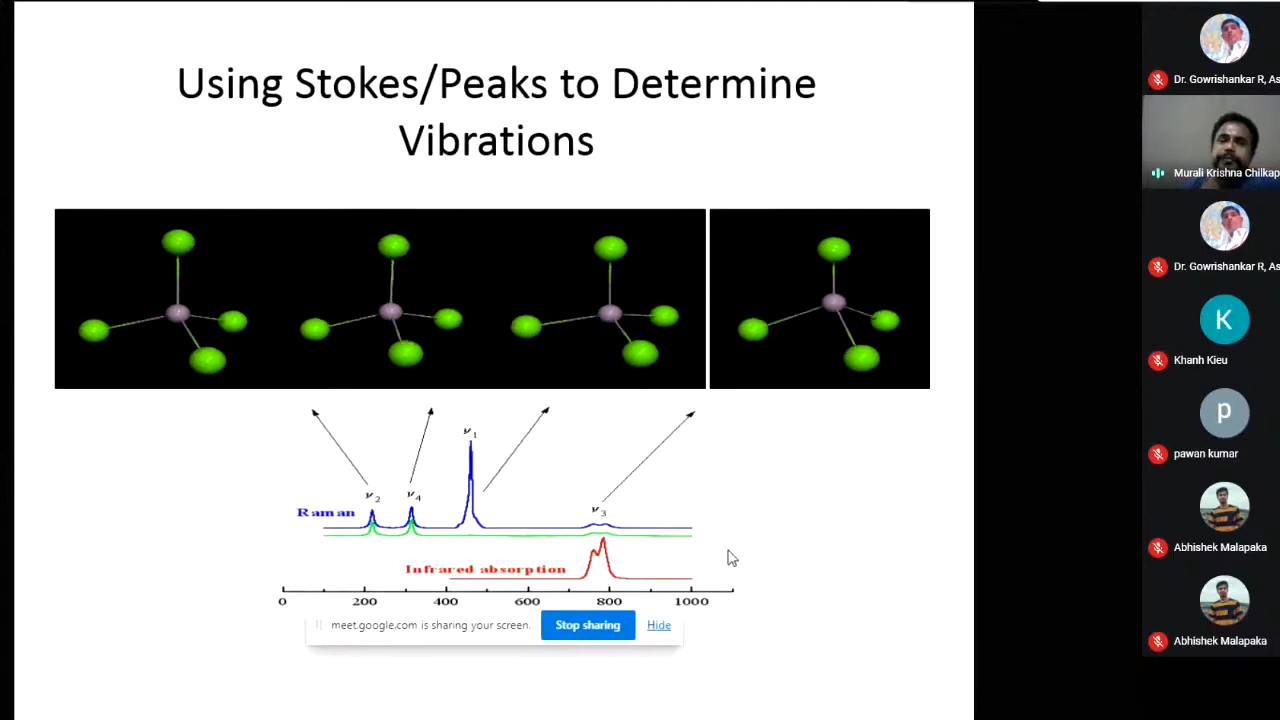 Using Stokes/Peaks to Determine
Vibrations
ν1
ν2
ν4
ν3
Raman
Infrared absorption
0 200 400 600 800 1000
meet.google.com is sharing your screen. Stop sharing Hide
Dr. Gowrishankar R, As
Murali Krishna Chilkap
Dr. Gowrishankar R, As
K
Khanh Kieu
p
pawan kumar
Abhishek Malapaka
Abhishek Malapaka